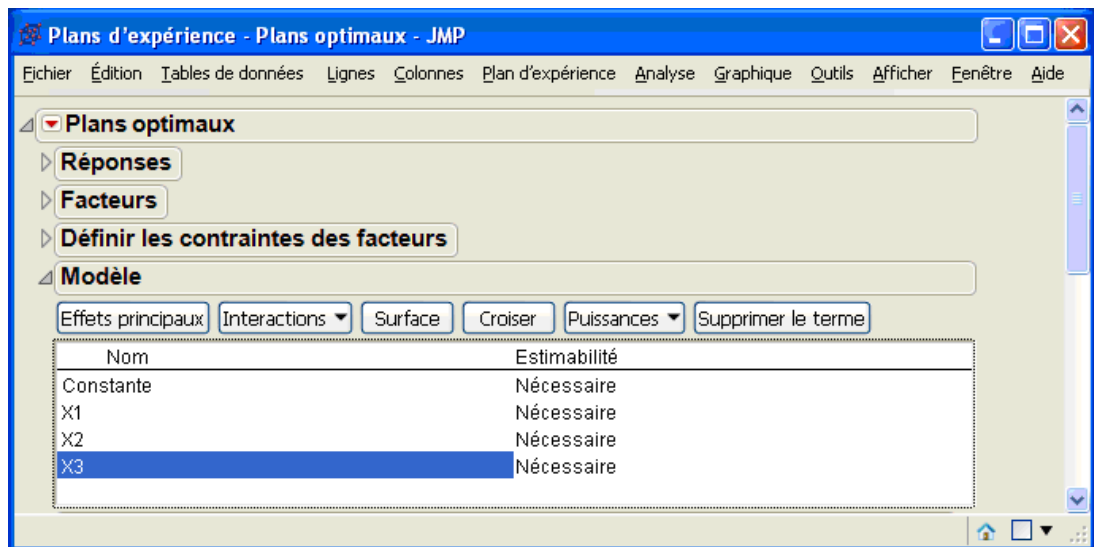 Plans d'expérience - Plans optimaux - JMP
Fichier Édition Tables de données Lignes Colonnes Plan d'expérience Analyse Graphique Outils Afficher Fenêtre Aide
Plans optimaux
Réponses
Facteurs
Définir les contraintes des facteurs
Modèle
Effets principaux Interactions Surface Croiser Puissances Supprimer le terme
Nom Estimabilité
Constante Nécessaire
X1 Nécessaire
X2 Nécessaire
X3 Nécessaire